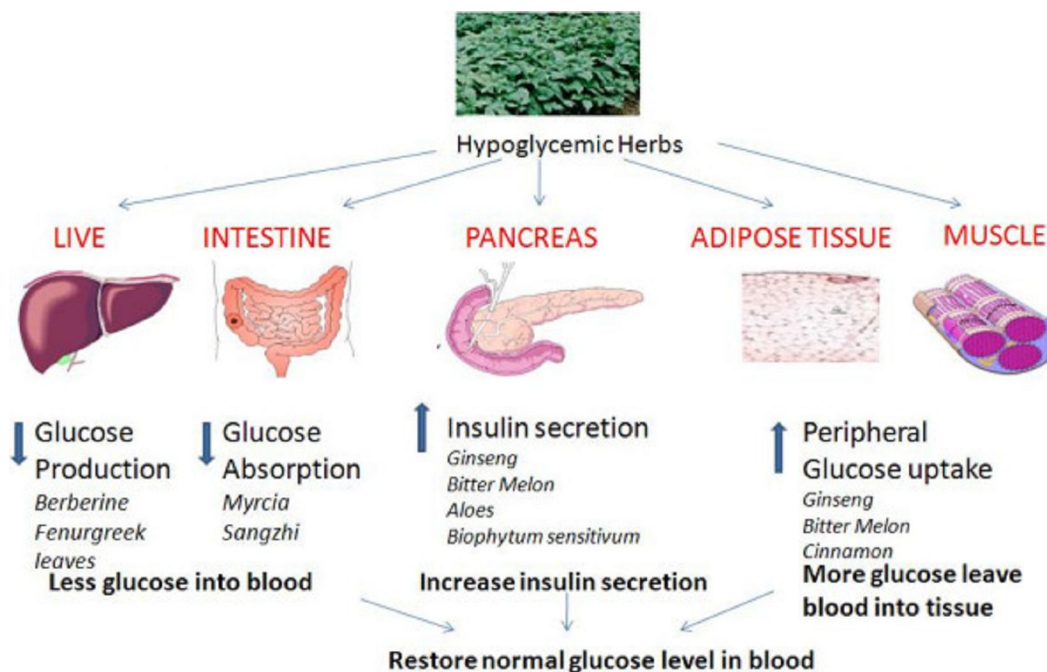 Hypoglycemic Herbs
LIVE
INTESTINE
PANCREAS
ADIPOSE TISSUE
MUSCLE
Glucose
Production
Berberine
Fenurgreek
leaves
Glucose
Absorption
Myrcia
Sangzhi
Less glucose into blood
Insulin secretion
Ginseng
Bitter Melon
Aloes
Biophytum sensitivum
Increase insulin secretion
Peripheral
Glucose uptake
Ginseng
Bitter Melon
Cinnamon
More glucose leave
blood into tissue
Restore normal glucose level in blood